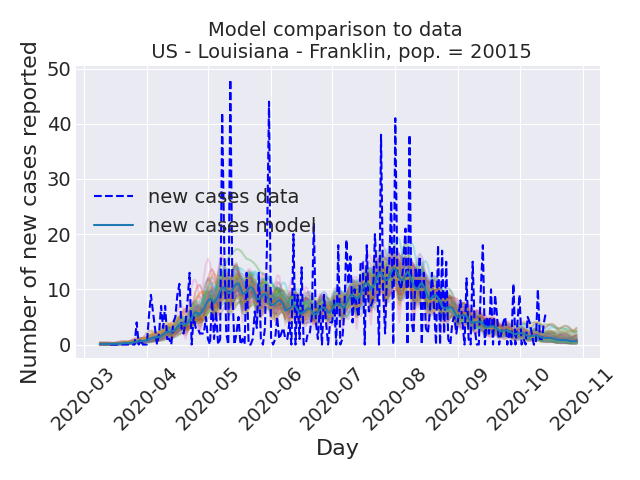 Model comparison to data
US - Louisiana - Franklin, pop. = 20015
Number of new cases reported
50
40
30
20
10
0
new cases data
new cases model
2020-03
2020-04
2020-05
2020-06
2020-07
2020-08
2020-09
2020-10
2020-11
Day